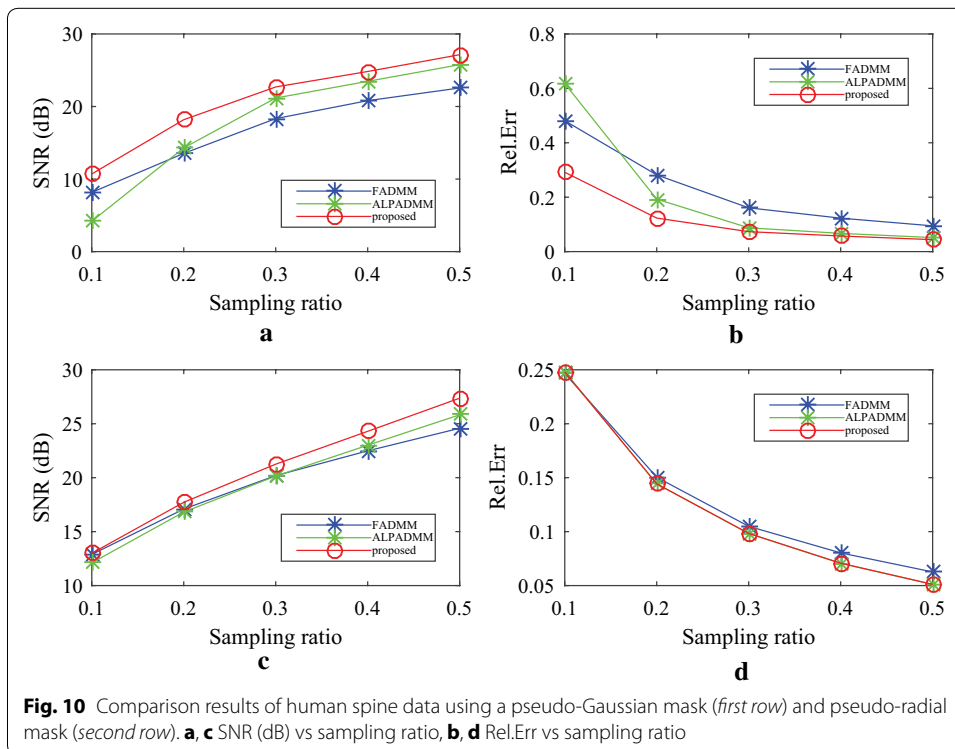 30
20
10
0
SNR (dB)
FADMM
ALPADMM
proposed
0.1 0.2 0.3 0.4 0.5
Sampling ratio
a
0.8
0.6
0.4
0.2
0
Rel.Err
FADMM
ALPADMM
proposed
0.1 0.2 0.3 0.4 0.5
Sampling ratio
b
30
25
20
15
10
SNR (dB)
FADMM
ALPADMM
proposed
0.1 0.2 0.3 0.4 0.5
Sampling ratio
c
0.25
0.2
0.15
0.1
0.05
Rel.Err
FADMM
ALPADMM
proposed
0.1 0.2 0.3 0.4 0.5
Sampling ratio
d
Fig. 10 Comparison results of human spine data using a pseudo-Gaussian mask (first row) and pseudo-radial
mask (second row). a, c SNR (dB) vs sampling ratio, b, d Rel.Err vs sampling ratio